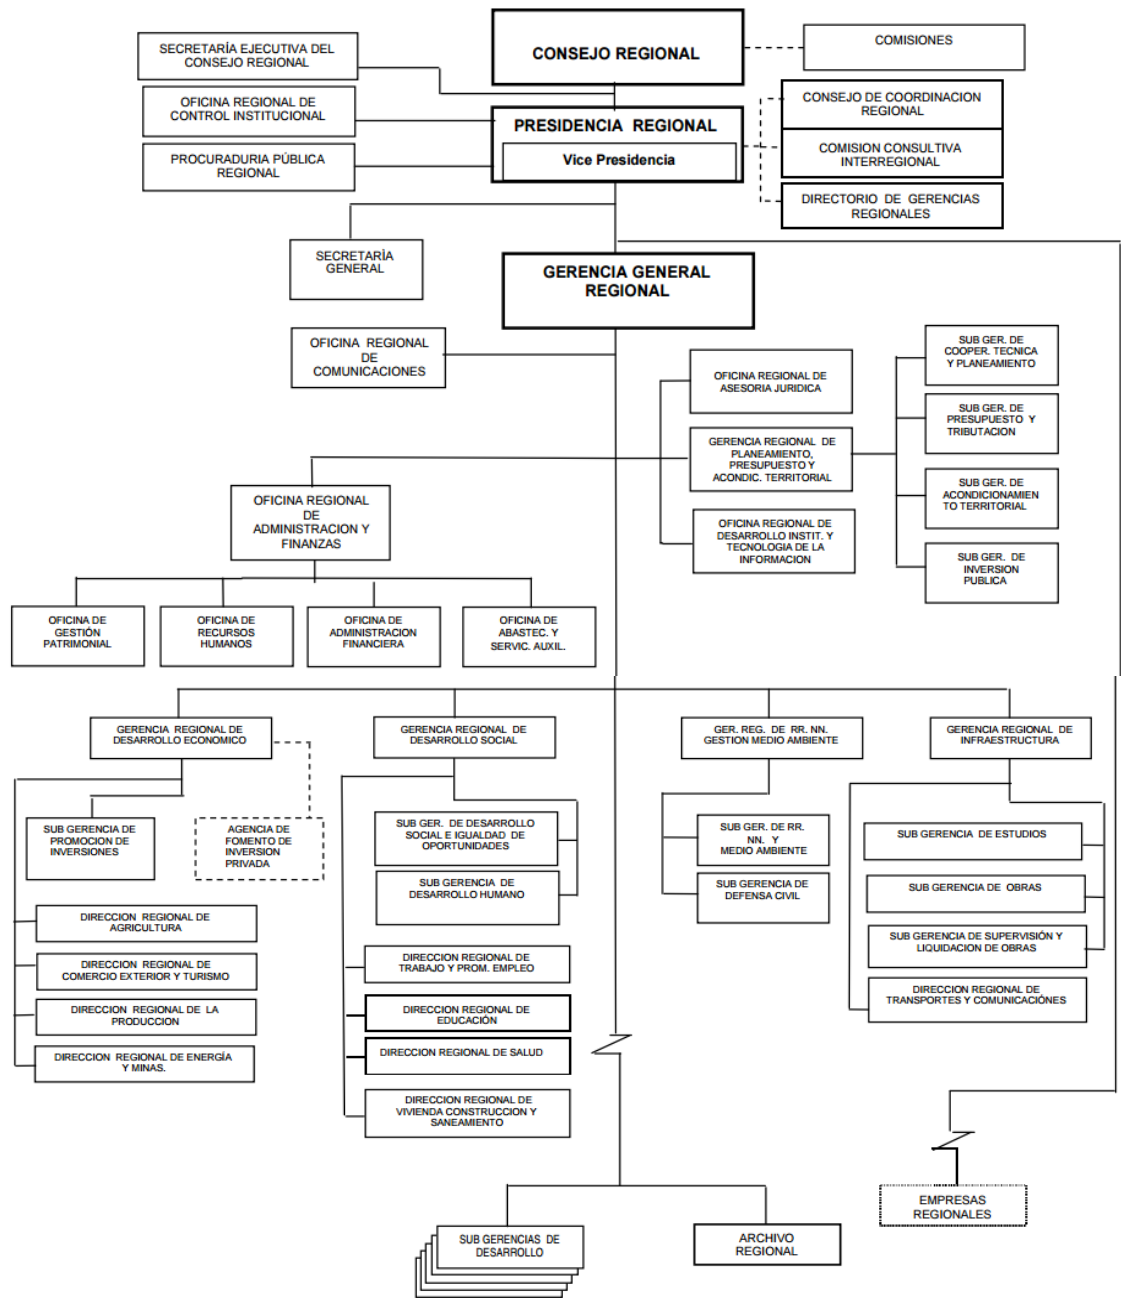 CONSEJO REGIONAL
COMISIONES
SECRETARÍA EJECUTIVA DEL
CONSEJO REGIONAL
OFICINA REGIONAL DE
CONTROL INSTITUCIONAL
PROCURADURIA PÚBLICA
REGIONAL
PRESIDENCIA REGIONAL
Vice Presidencia
CONSEJO DE COORDINACION
REGIONAL
COMISION CONSULTIVA
INTERREGIONAL
DIRECTORIO DE GERENCIAS
REGIONALES
SECRETARÌA
GENERAL
GERENCIA GENERAL
REGIONAL
OFICINA REGIONAL
DE
COMUNICACIONES
OFICINA REGIONAL DE
ASESORIA JURIDICA
GERENCIA REGIONAL DE
PLANEAMIENTO,
PRESUPUESTO Y
ACONDIC. TERRITORIAL
OFICINA REGIONAL DE
DESARROLLO INSTIT. Y
TECNOLOGIA DE LA
INFORMACION
SUB GER. DE
COOPER. TECNICA
Y PLANEAMIENTO
SUB GER. DE
PRESUPUESTO Y
TRIBUTACION
SUB GER. DE
ACONDICIONAMIEN
TO TERRITORIAL
SUB GER. DE
INVERSION
PUBLICA
OFICINA REGIONAL
DE
ADMINISTRACION Y
FINANZAS
OFICINA DE
GESTIÓN
PATRIMONIAL
OFICINA DE
RECURSOS
HUMANOS
OFICINA DE
ADMINISTRACION
FINANCIERA
OFICINA DE
ABASTEC. Y
SERVIC. AUXIL.
GERENCIA REGIONAL DE
DESARROLLO ECONOMICO
GERENCIA REGIONAL DE
DESARROLLO SOCIAL
GER. REG. DE RR. NN.
GESTION MEDIO AMBIENTE
GERENCIA REGIONAL DE
INFRAESTRUCTURA
SUB GERENCIA DE
PROMOCION DE
INVERSIONES
AGENCIA DE
FOMENTO DE
INVERSION
PRIVADA
DIRECCION REGIONAL DE
AGRICULTURA
DIRECCION REGIONAL DE
COMERCIO EXTERIOR Y TURISMO
DIRECCION REGIONAL DE LA
PRODUCCION
DIRECCION REGIONAL DE ENERGÍA
Y MINAS.
SUB GER. DE DESARROLLO
SOCIAL E IGUALDAD DE
OPORTUNIDADES
SUB GERENCIA DE
DESARROLLO HUMANO
DIRECCION REGIONAL DE
TRABAJO Y PROM. EMPLEO
DIRECCION REGIONAL DE
EDUCACIÓN
DIRECCION REGIONAL DE SALUD
DIRECCION REGIONAL DE
VIVIENDA CONSTRUCCION Y
SANEAMIENTO
SUB GER. DE RR.
NN. Y
MEDIO AMBIENTE
SUB GERENCIA DE
DEFENSA CIVIL
SUB GERENCIA DE ESTUDIOS
SUB GERENCIA DE OBRAS
SUB GERENCIA DE SUPERVISIÓN Y
LIQUIDACION DE OBRAS
DIRECCION REGIONAL DE
TRANSPORTES Y COMUNICACIÓNES
EMPRESAS
REGIONALES
SUB GERENCIAS DE
DESARROLLO
ARCHIVO
REGIONAL